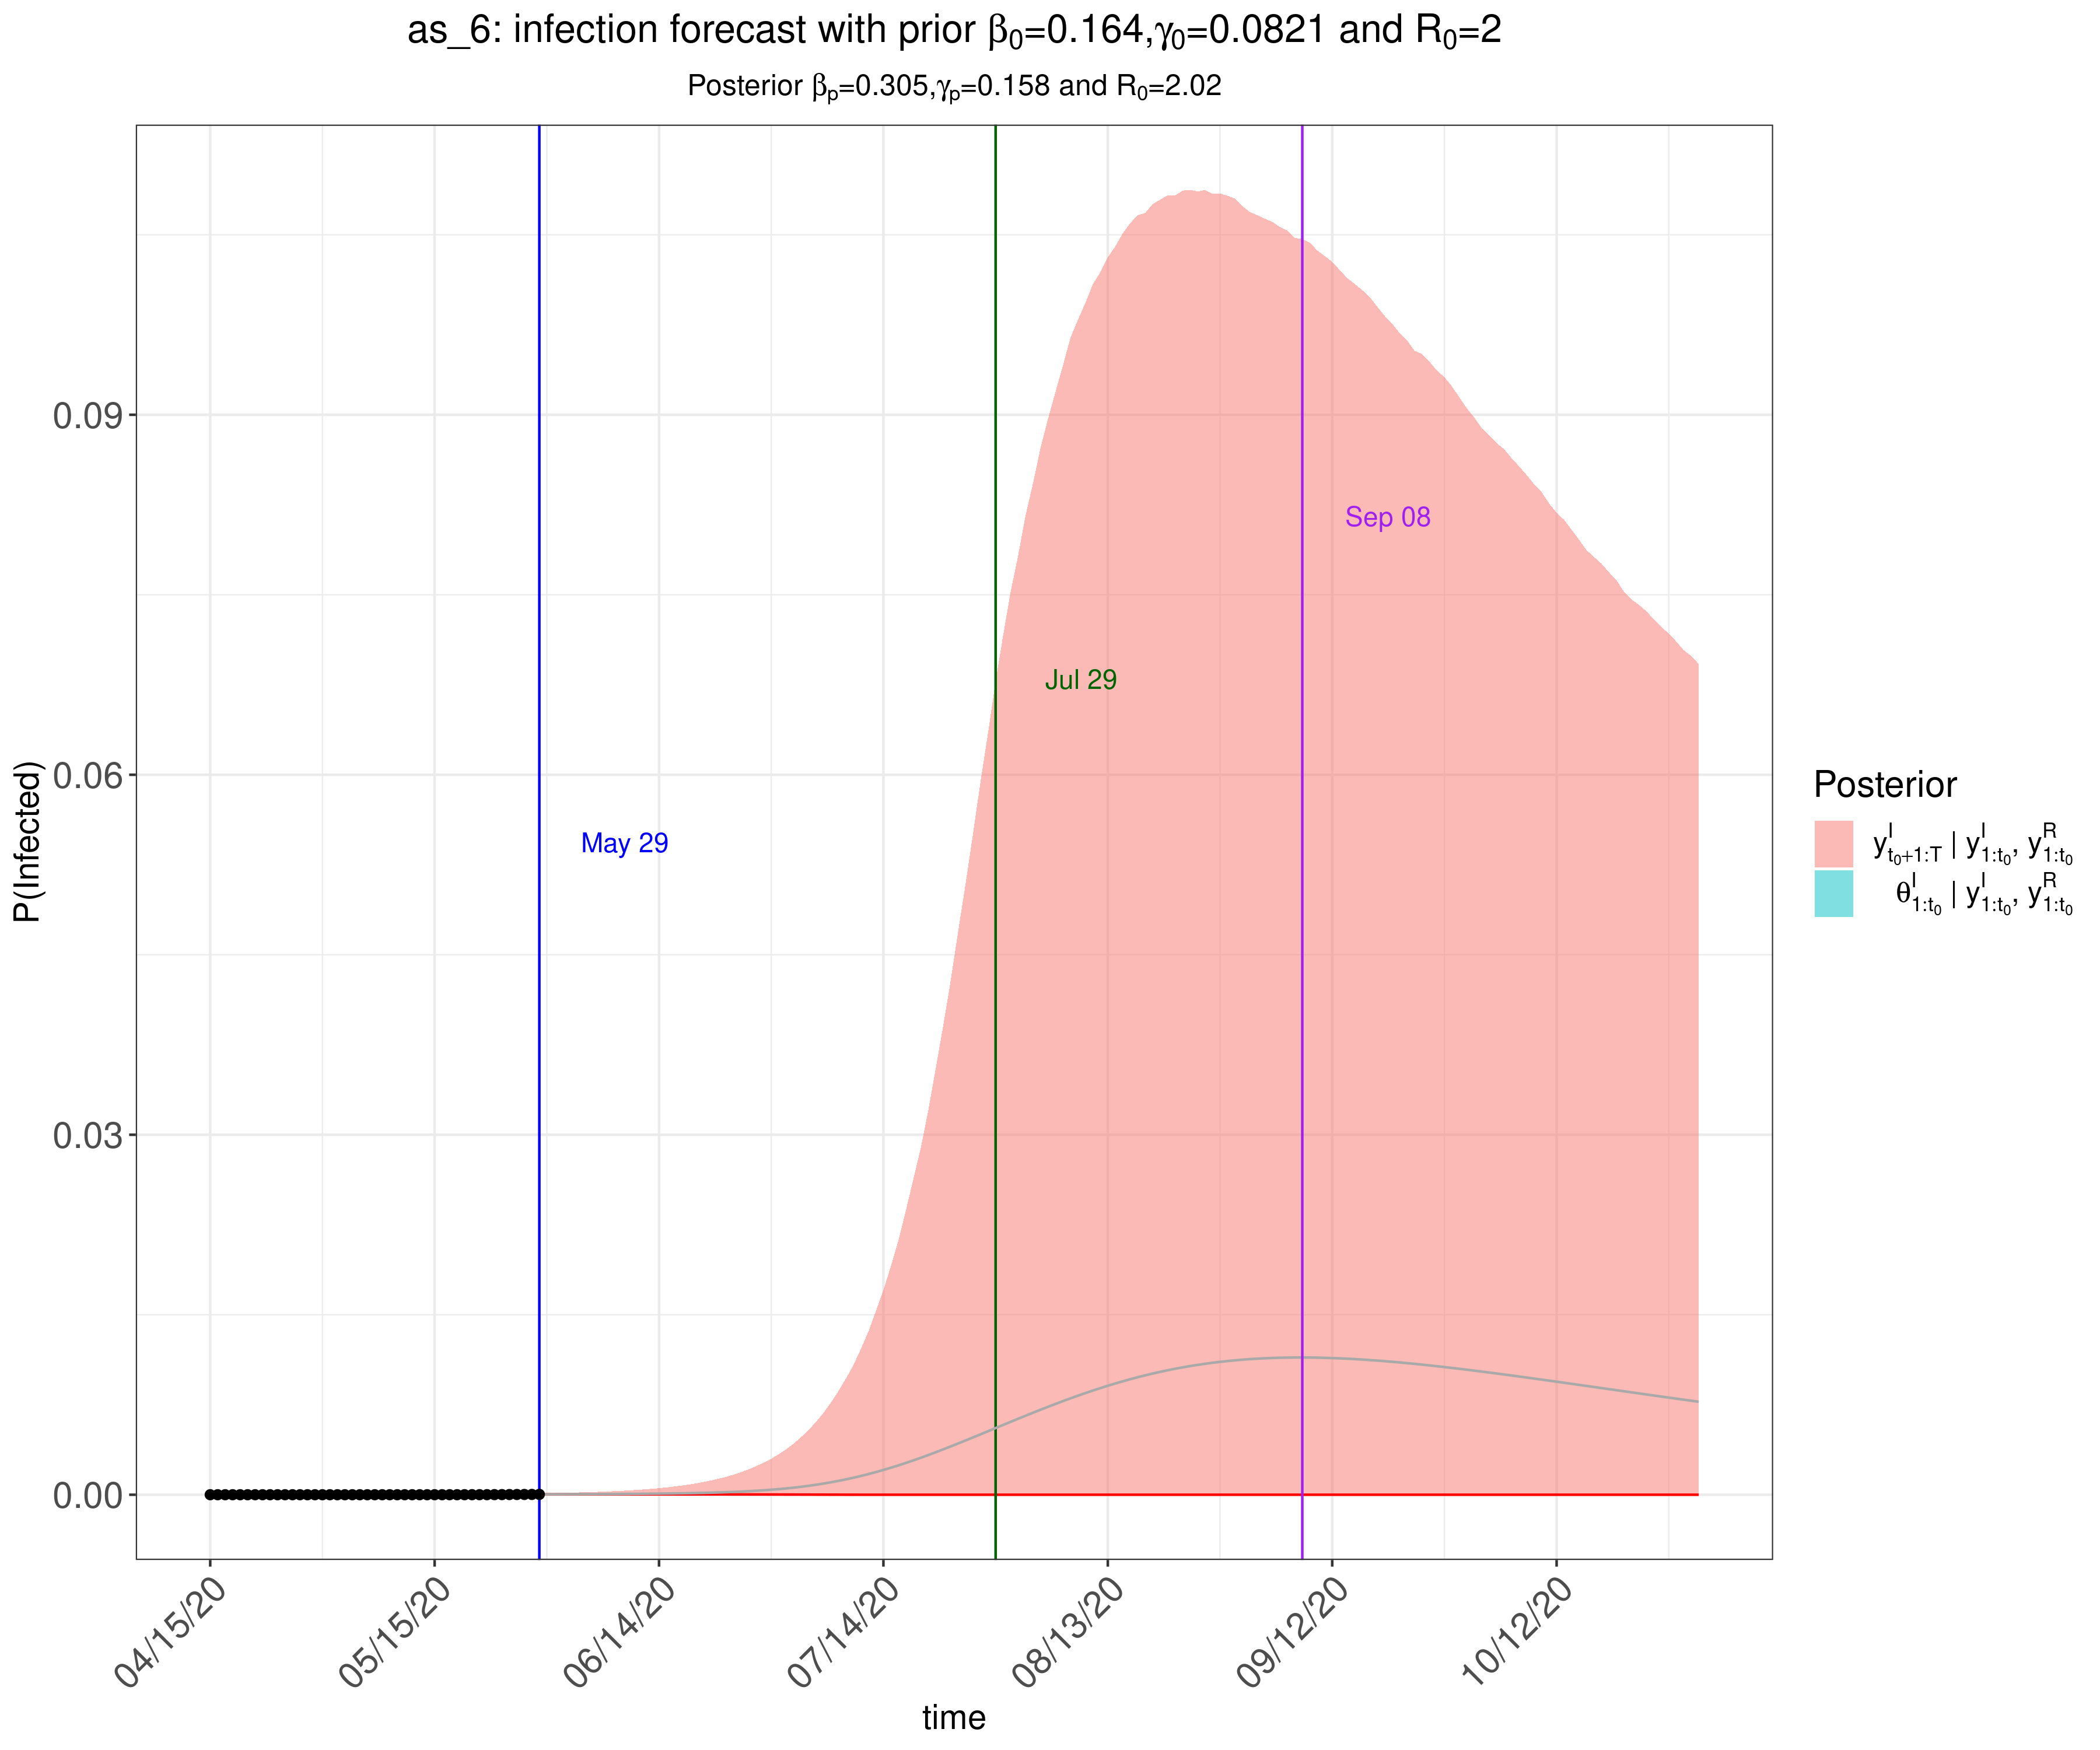 as_6: infection forecast with prior β₀=0.164,γ₀=0.0821 and R₀=2
Posterior βₚ=0.305,γₚ=0.158 and R₀=2.02
P(Infected)
0.09
0.06
0.03
0.00
May 29
Jul 29
Sep 08
04/15/20
05/15/20
06/14/20
07/14/20
08/13/20
09/12/20
10/12/20
time
Posterior
y^I_{t₀+1:T} | y^I_{1:t₀}, y^R_{1:t₀}
θ^I_{1:t₀} | y^I_{1:t₀}, y^R_{1:t₀}